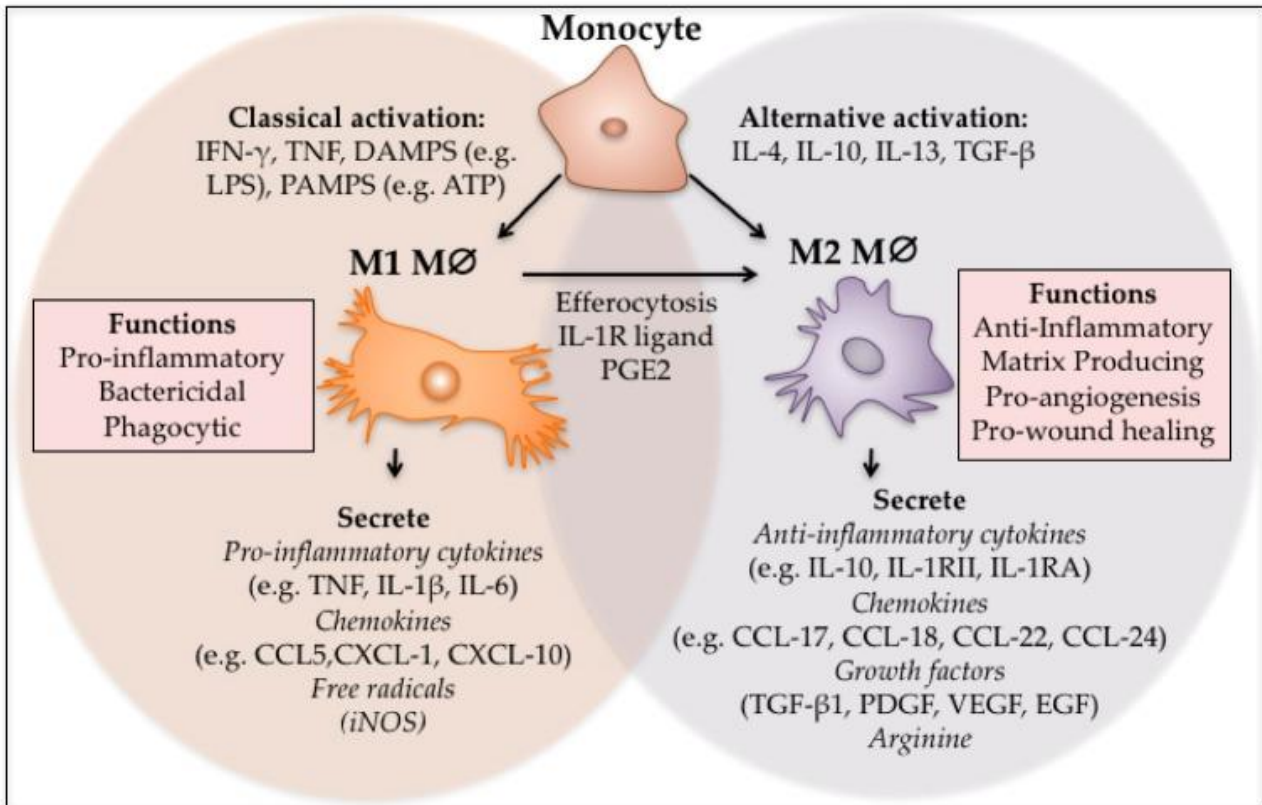 Monocyte
Classical activation:
IFN-γ, TNF, DAMPS (e.g.
LPS), PAMPS (e.g. ATP)
Alternative activation:
IL-4, IL-10, IL-13, TGF-β
M1 MØ
M2 MØ
Efferocytosis
IL-1R ligand
PGE2
Functions
Pro-inflammatory
Bactericidal
Phagocytic
Functions
Anti-Inflammatory
Matrix Producing
Pro-angiogenesis
Pro-wound healing
Secrete
Pro-inflammatory cytokines
(e.g. TNF, IL-1β, IL-6)
Chemokines
(e.g. CCL5,CXCL-1, CXCL-10)
Free radicals
(iNOS)
Secrete
Anti-inflammatory cytokines
(e.g. IL-10, IL-1RII, IL-1RA)
Chemokines
(e.g. CCL-17, CCL-18, CCL-22, CCL-24)
Growth factors
(TGF-β1, PDGF, VEGF, EGF)
Arginine